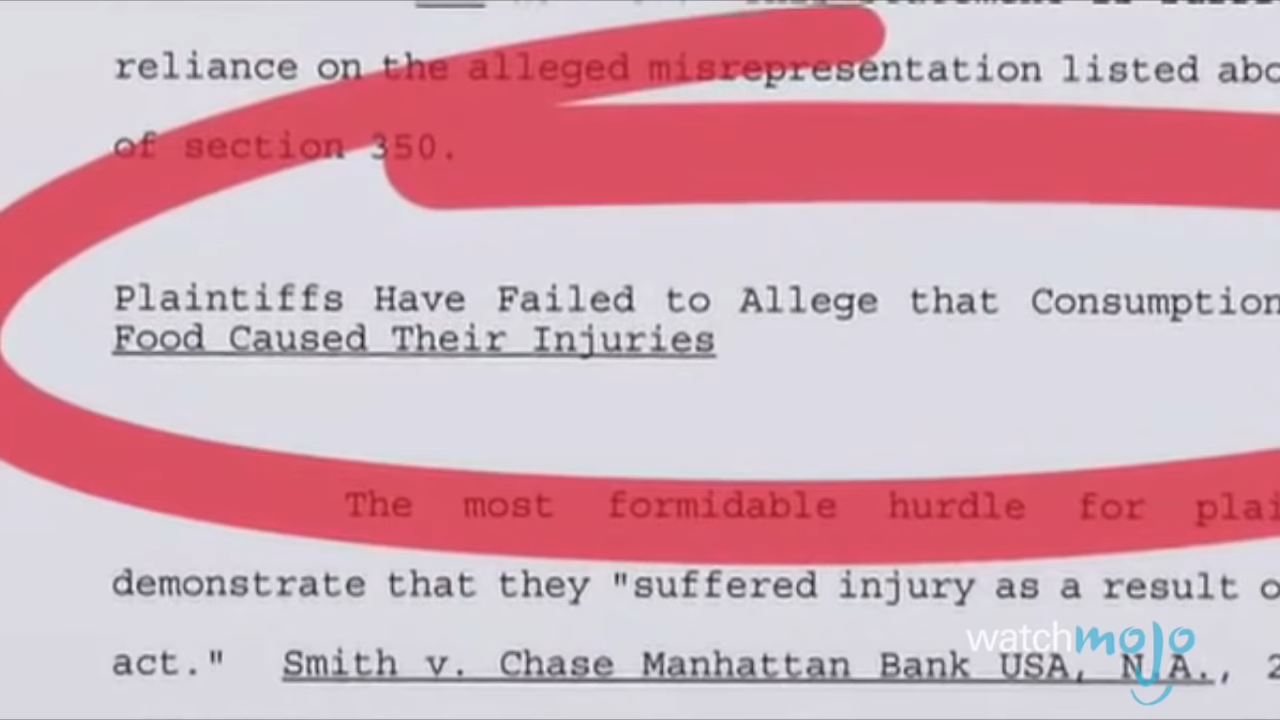 reliance on the alleged misrepresentation listed
of section 350.
Plaintiffs Have Failed to Allege that Consumption
Food Caused Their Injuries
The most formidable hurdle for
demonstrate that they "suffered injury as a result
act." Smith v. Chase Manhattan Bank USA, N.A.,
watchmojo